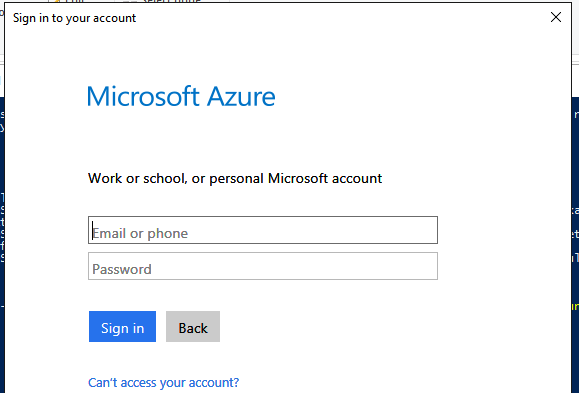 Sign in to your account
Microsoft Azure
Work or school, or personal Microsoft account
Email or phone
Password
Sign in
Back
Can't access your account?